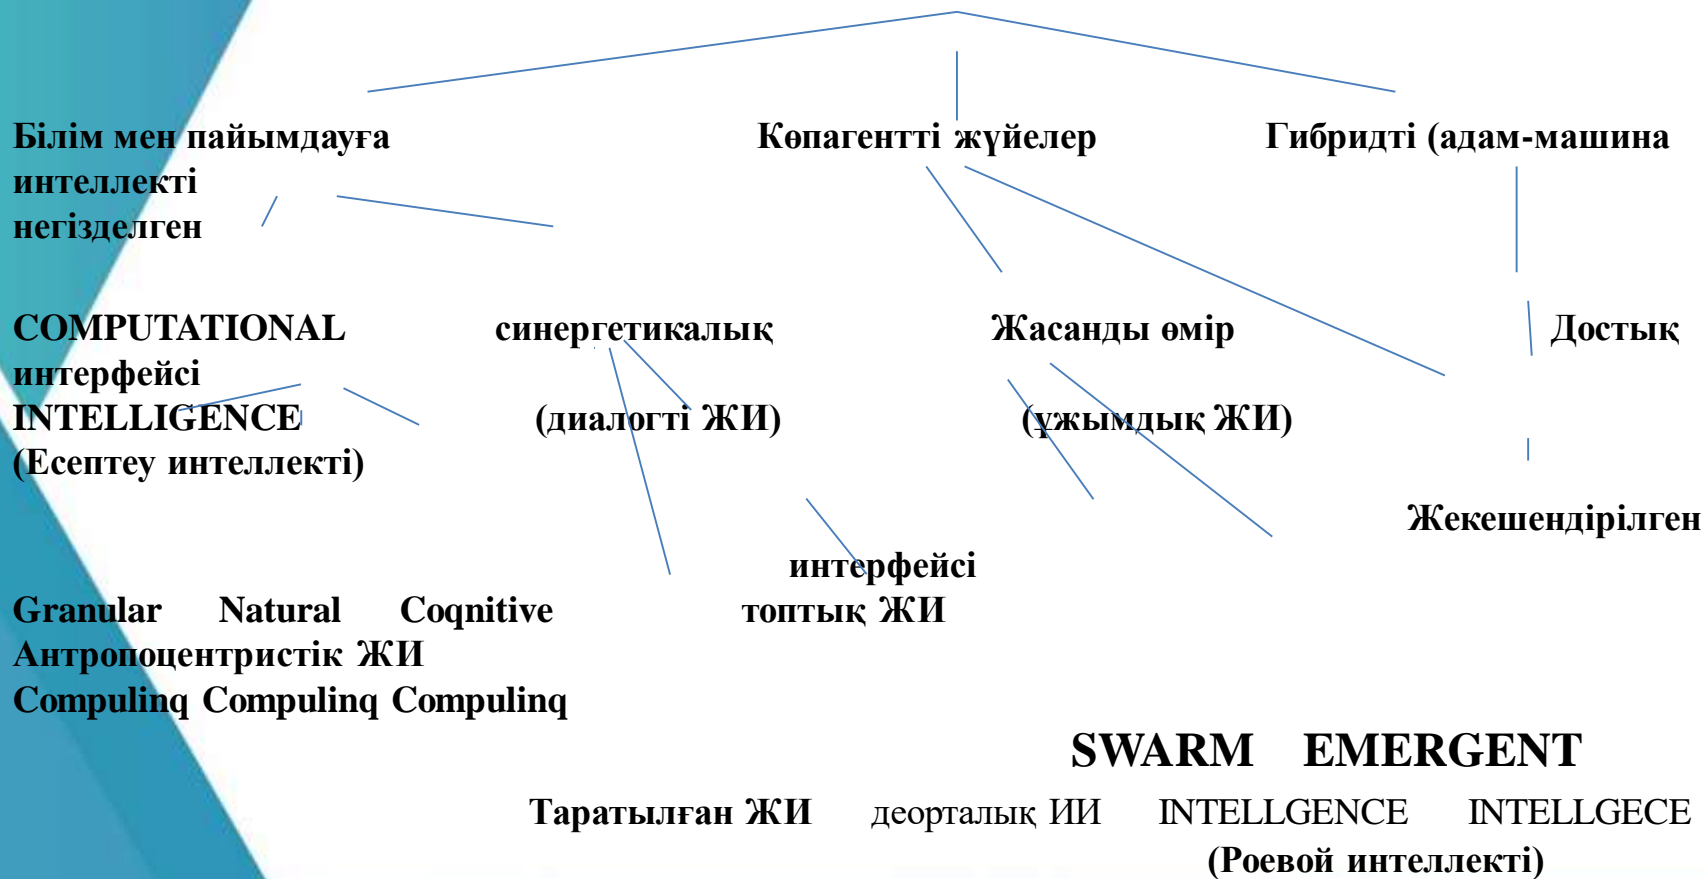 Білім мен пайымдауға Көпагентті жүйелер Гибридті (адам-машина
интеллекті
негізделген
COMPUTATIONAL синергетикалық Жасанды өмір Достық
интерфейсі
INTELLIGENCE (диалогті ЖИ) (ұжымдық ЖИ)
(Есептеу интеллекті)
Жекешендірілген
интерфейсі
Granular Natural Coqnitive топтық ЖИ
Антропоцентристік ЖИ
Compulinq Compulinq Compulinq
SWARM EMERGENT
Таратылған ЖИ деорталық ИИ INTELLGENCE INTELLGECE
(Роевой интеллекті)